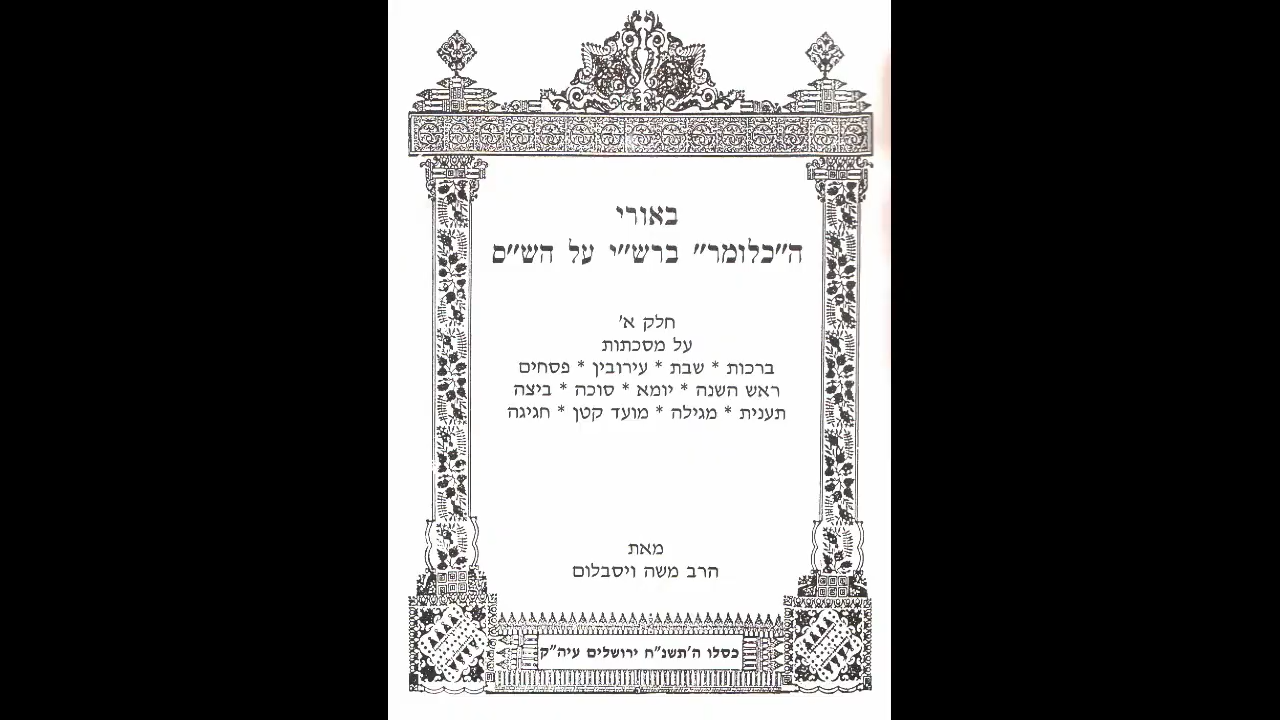 באורי
ה״כלומר״ ברש״י על הש״ס
חלק א׳
על מסכתות
ברכות * שבת * עירובין * פסחים
ראש השנה * יומא * סוכה * ביצה
תענית * מגילה * מועד קטן * חגיגה
מאת
הרב משה ויסבלום
כסלו ה׳תשנ״ח ירושלים עיה״ק